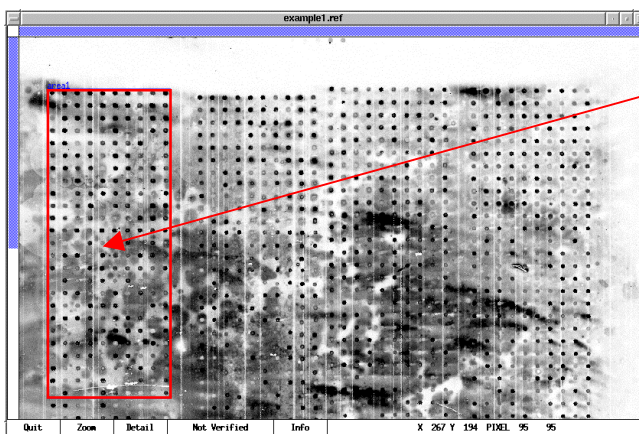 example1.ref
area1
Quit Zoom Detail Not Verified Info X 267 Y 194 PIXEL 95 95